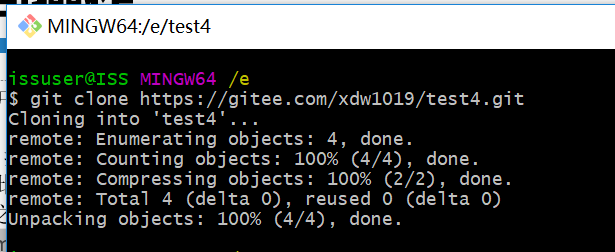 MINGW64:/e/test4
issuser@ISS MINGW64 /e
$ git clone https://gitee.com/xdw1019/test4.git
Cloning into 'test4'...
remote: Enumerating objects: 4, done.
remote: Counting objects: 100% (4/4), done.
remote: Compressing objects: 100% (2/2), done.
remote: Total 4 (delta 0), reused 0 (delta 0)
Unpacking objects: 100% (4/4), done.